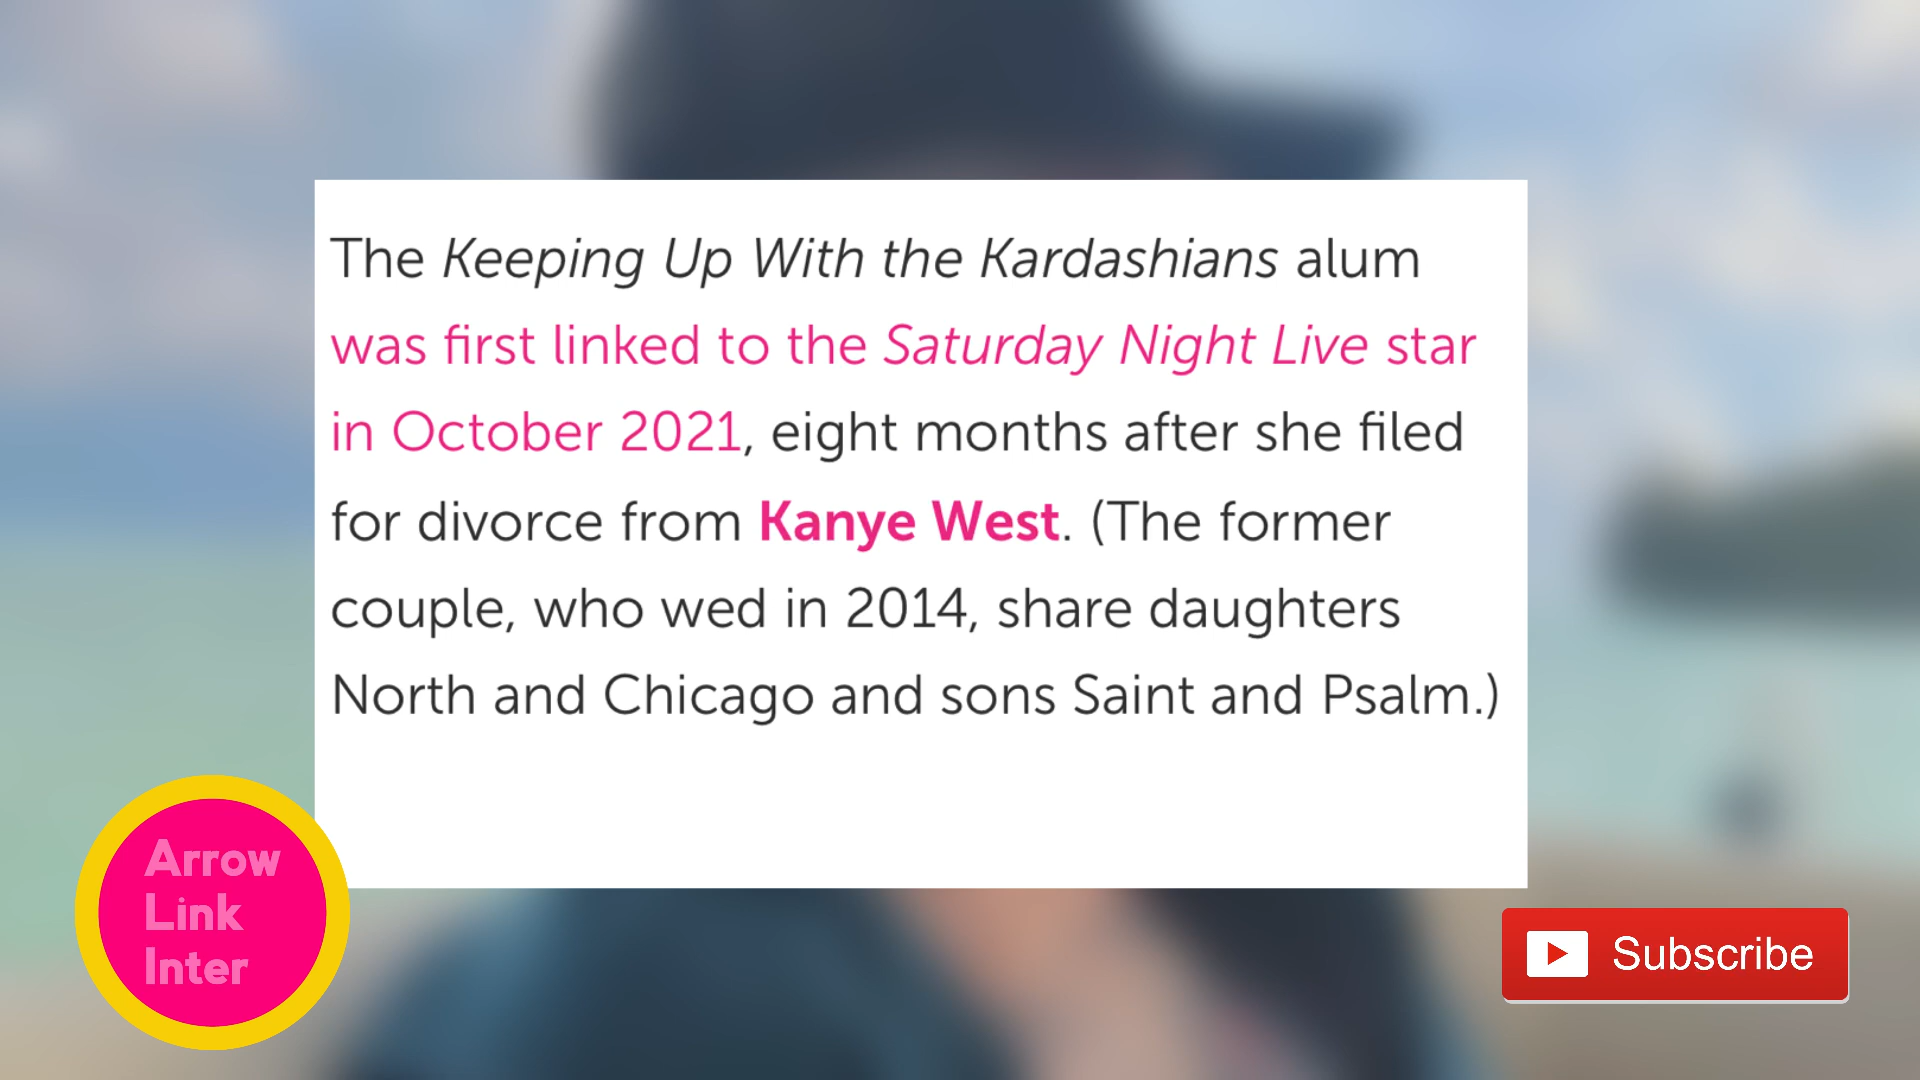 The Keeping Up With the Kardashians alum
was first linked to the Saturday Night Live star
in October 2021, eight months after she filed
for divorce from Kanye West. (The former
couple, who wed in 2014, share daughters
North and Chicago and sons Saint and Psalm.)
Arrow
Link
Inter
Subscribe